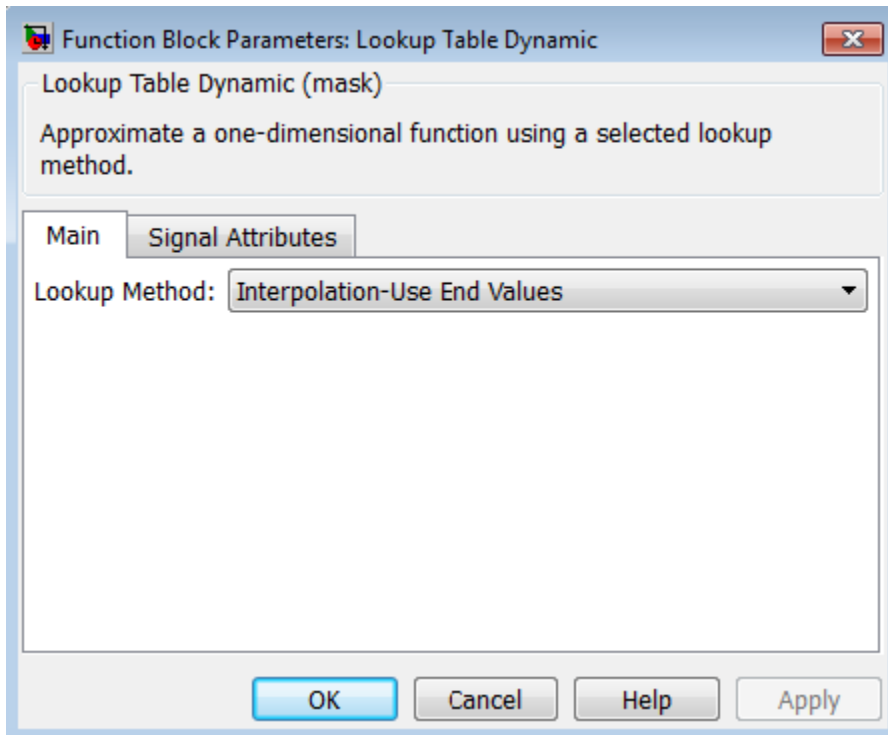 Function Block Parameters: Lookup Table Dynamic
Lookup Table Dynamic (mask)
Approximate a one-dimensional function using a selected lookup
method.
Main Signal Attributes
Lookup Method: Interpolation-Use End Values
OK Cancel Help Apply